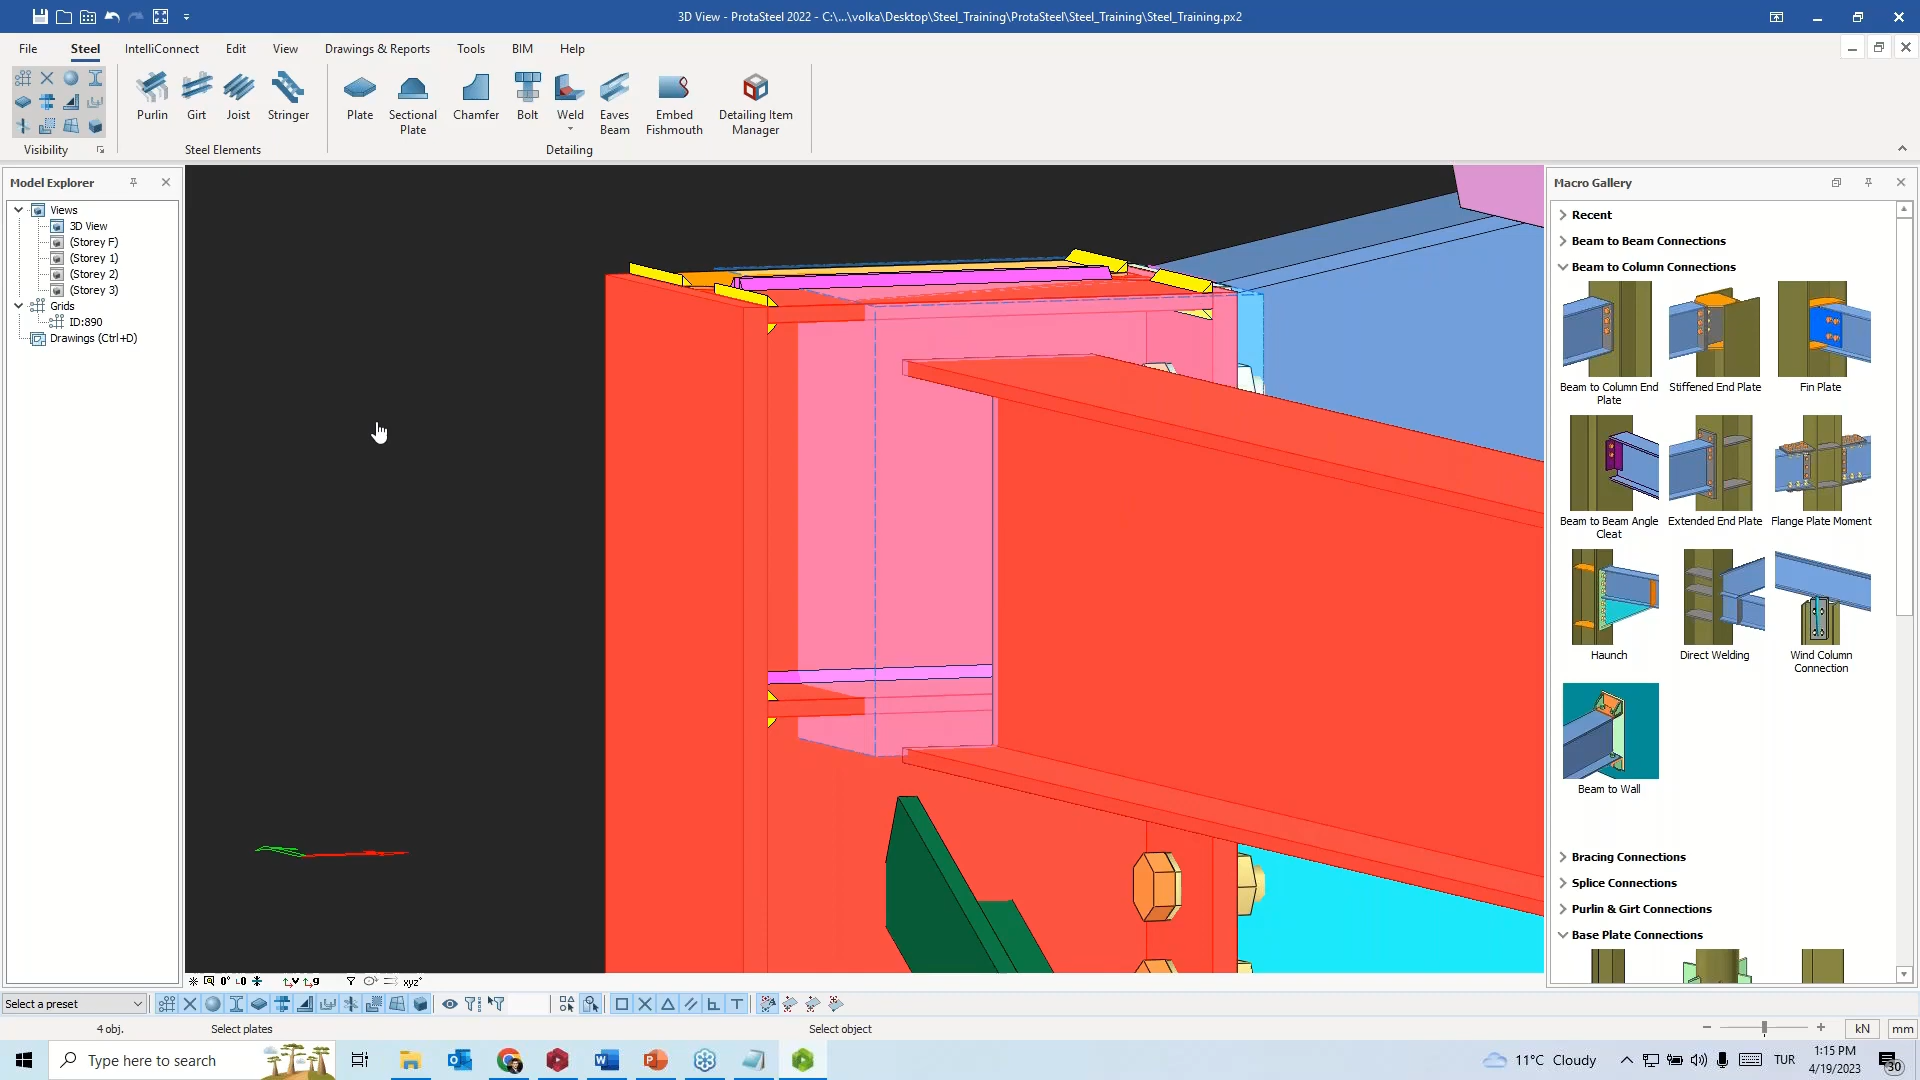 3D View - ProtaSteel 2022 - C:\...\volka\Desktop\Steel_Training\ProtaSteel\Steel_Training\Steel_Training.px2
File
Steel
IntelliConnect
Edit
View
Drawings & Reports
Tools
BIM
Help
Purlin
Girt
Joist
Stringer
Plate
Sectional
Plate
Chamfer
Bolt
Weld
Eaves
Beam
Embed
Fishmouth
Detailing Item
Manager
Visibility
Steel Elements
Detailing
Model Explorer
Views
3D View
(Storey F)
(Storey 1)
(Storey 2)
(Storey 3)
Grids
ID:890
Drawings (Ctrl+D)
Macro Gallery
Recent
Beam to Beam Connections
Beam to Column Connections
Beam to Column End
Plate
Stiffened End Plate
Fin Plate
Beam to Beam Angle
Cleat
Extended End Plate
Flange Plate Moment
Haunch
Direct Welding
Wind Column
Connection
Beam to Wall
Bracing Connections
Splice Connections
Purlin & Girt Connections
Base Plate Connections
xyz
Select a preset
4 obj.
Select plates
Select object
kN
mm
Type here to search
11°C Cloudy
TUR
1:15 PM
4/19/2023
30